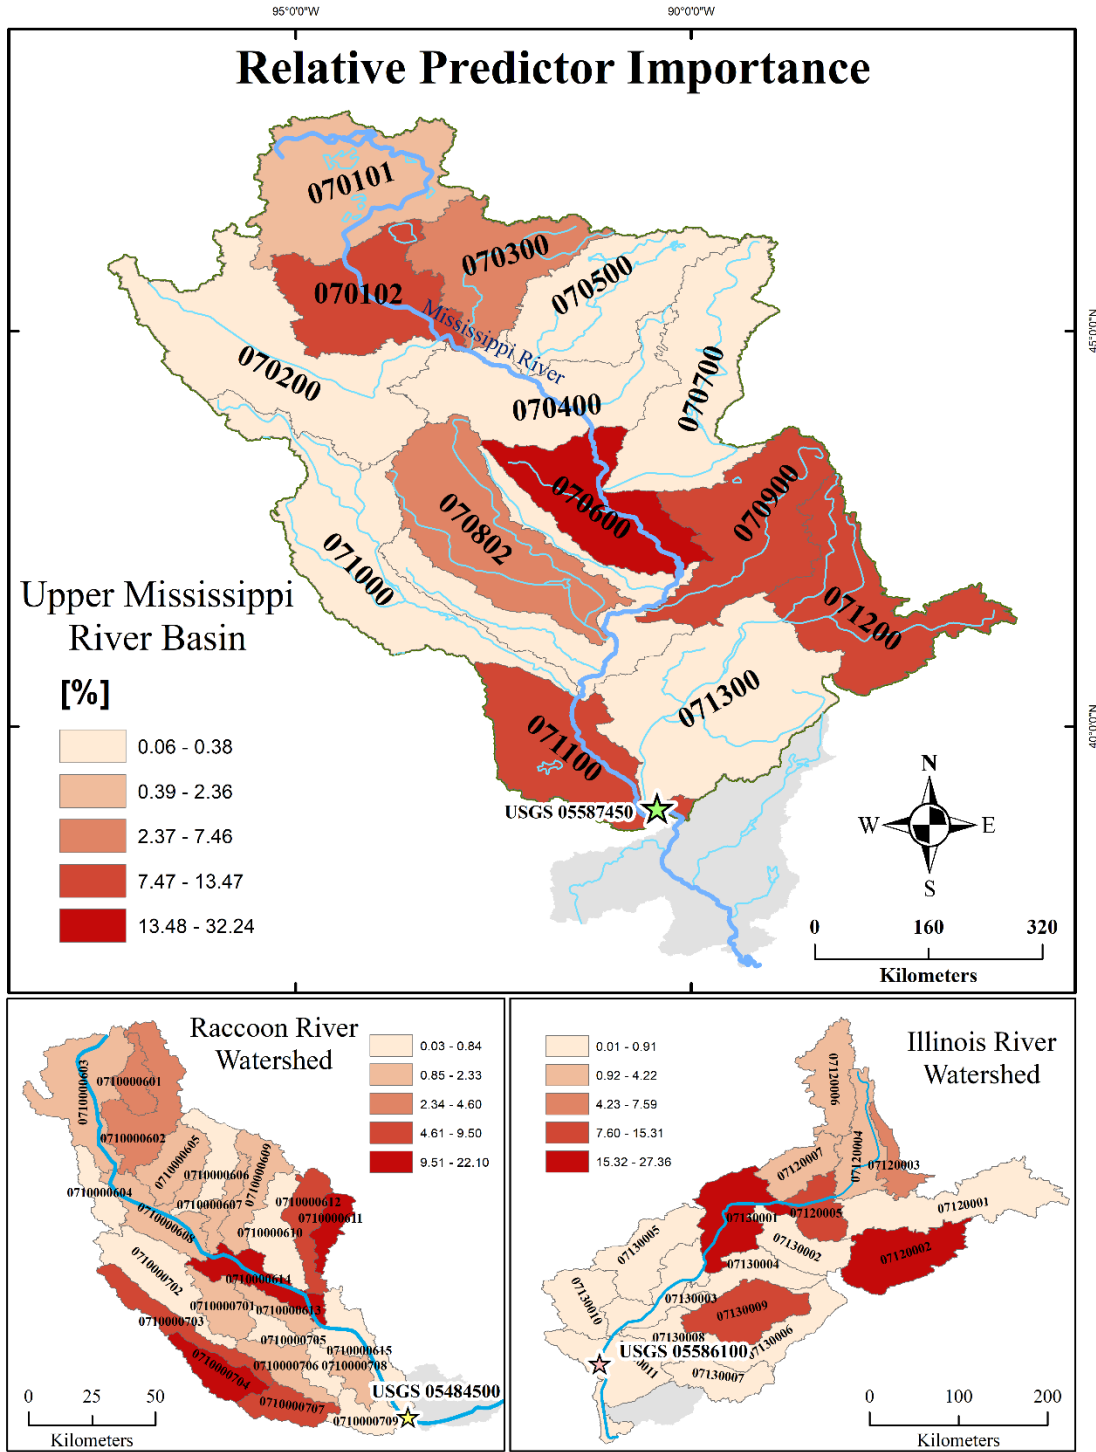 95°0'0"W
90°0'0"W
Relative Predictor Importance
070101
070300
070500
070102
Mississippi River
45°0'0"N
070200
070700
070400
070600
070900
070802
071000
Upper Mississippi
River Basin
071200
[%]
071300
0.06 - 0.38
071100
40°0'0"N
0.39 - 2.36
USGS 05587450
2.37 - 7.46
7.47 - 13.47
13.48 - 32.24
N
W
E
S
0 160 320
Kilometers
Raccoon River
Watershed
0.03 - 0.84
0.85 - 2.33
2.34 - 4.60
4.61 - 9.50
9.51 - 22.10
0710000603
0710000601
0710000602
0710000605
0710000606
0710000609
0710000604
0710000607
0710000612
0710000611
0710000608
0710000610
0710000702
0710000614
0710000701
0710000613
0710000703
0710000705
0710000615
0710000704
0710000706
0710000708
0710000707
USGS 05484500
0710000709
0 25 50
Kilometers
Illinois River
Watershed
0.01 - 0.91
0.92 - 4.22
4.23 - 7.59
7.60 - 15.31
15.32 - 27.36
07120006
07120004
07120007
07120003
07120001
07130001
07120005
07130005
07130002
07120002
07130004
07130003
07130010
07130009
07130008
07130006
USGS 05586100
07130007
0 100 200
Kilometers